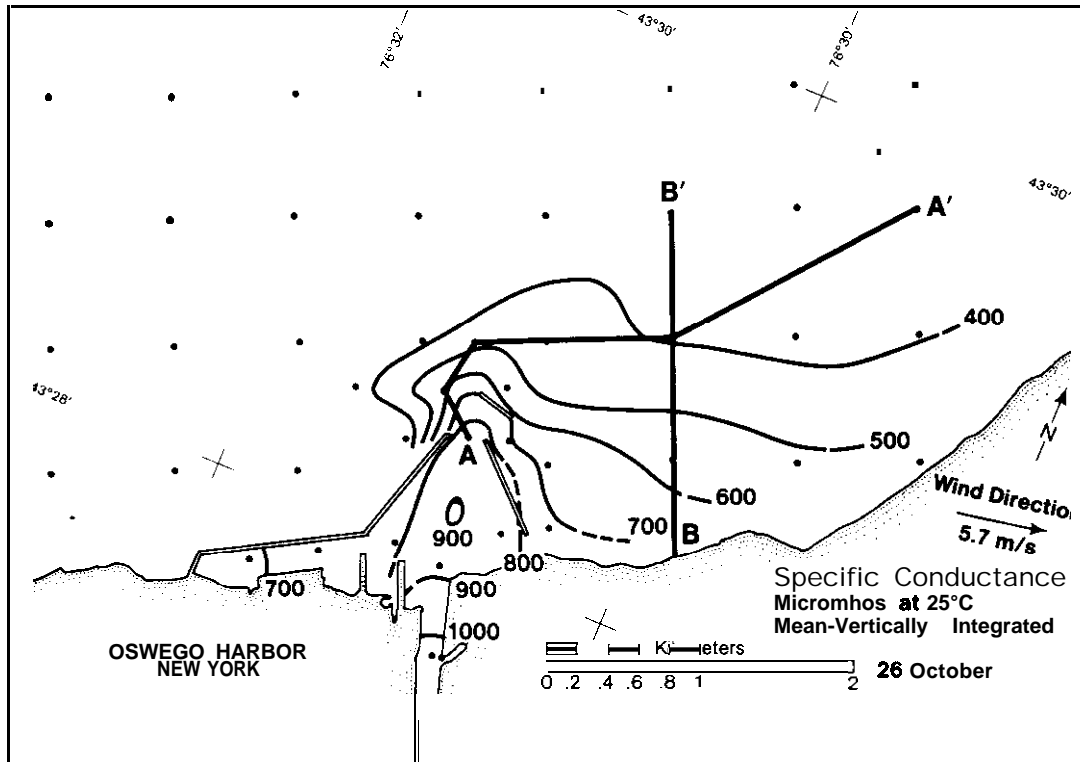 76°32'
43°30'
76°30'
43°30'
B'
A'
400
43°28'
500
A
600
N
Wind Direction
5.7 m/s
900
700
B
800
700
900
1000
Specific Conductance
Micromhos at 25°C
Mean-Vertically Integrated
OSWEGO HARBOR
NEW YORK
0 .2 .4 .6 .8 1 2
26 October